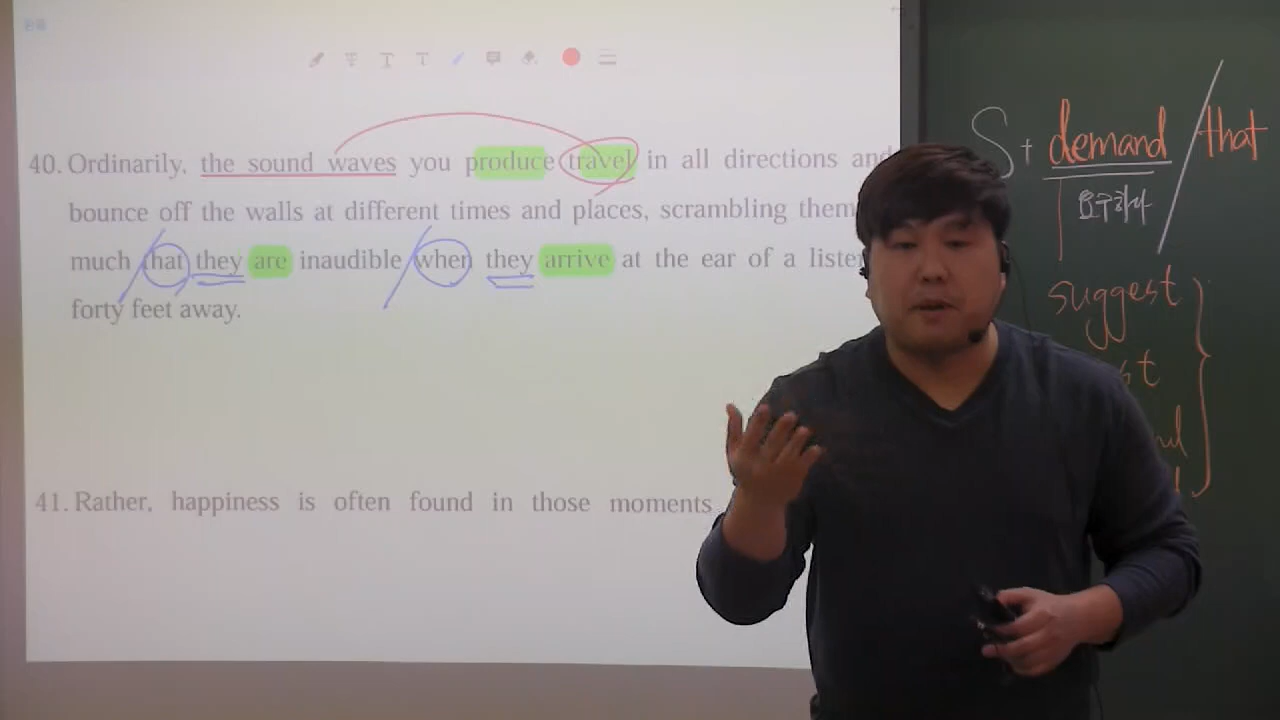 40. Ordinarily, the sound waves you produce travel in all directions and
bounce off the walls at different times and places, scrambling them
much that they are inaudible when they arrive at the ear of a
forty feet away.
41. Rather, happiness is often found in those moments
S + demand / that
요구하다
suggest